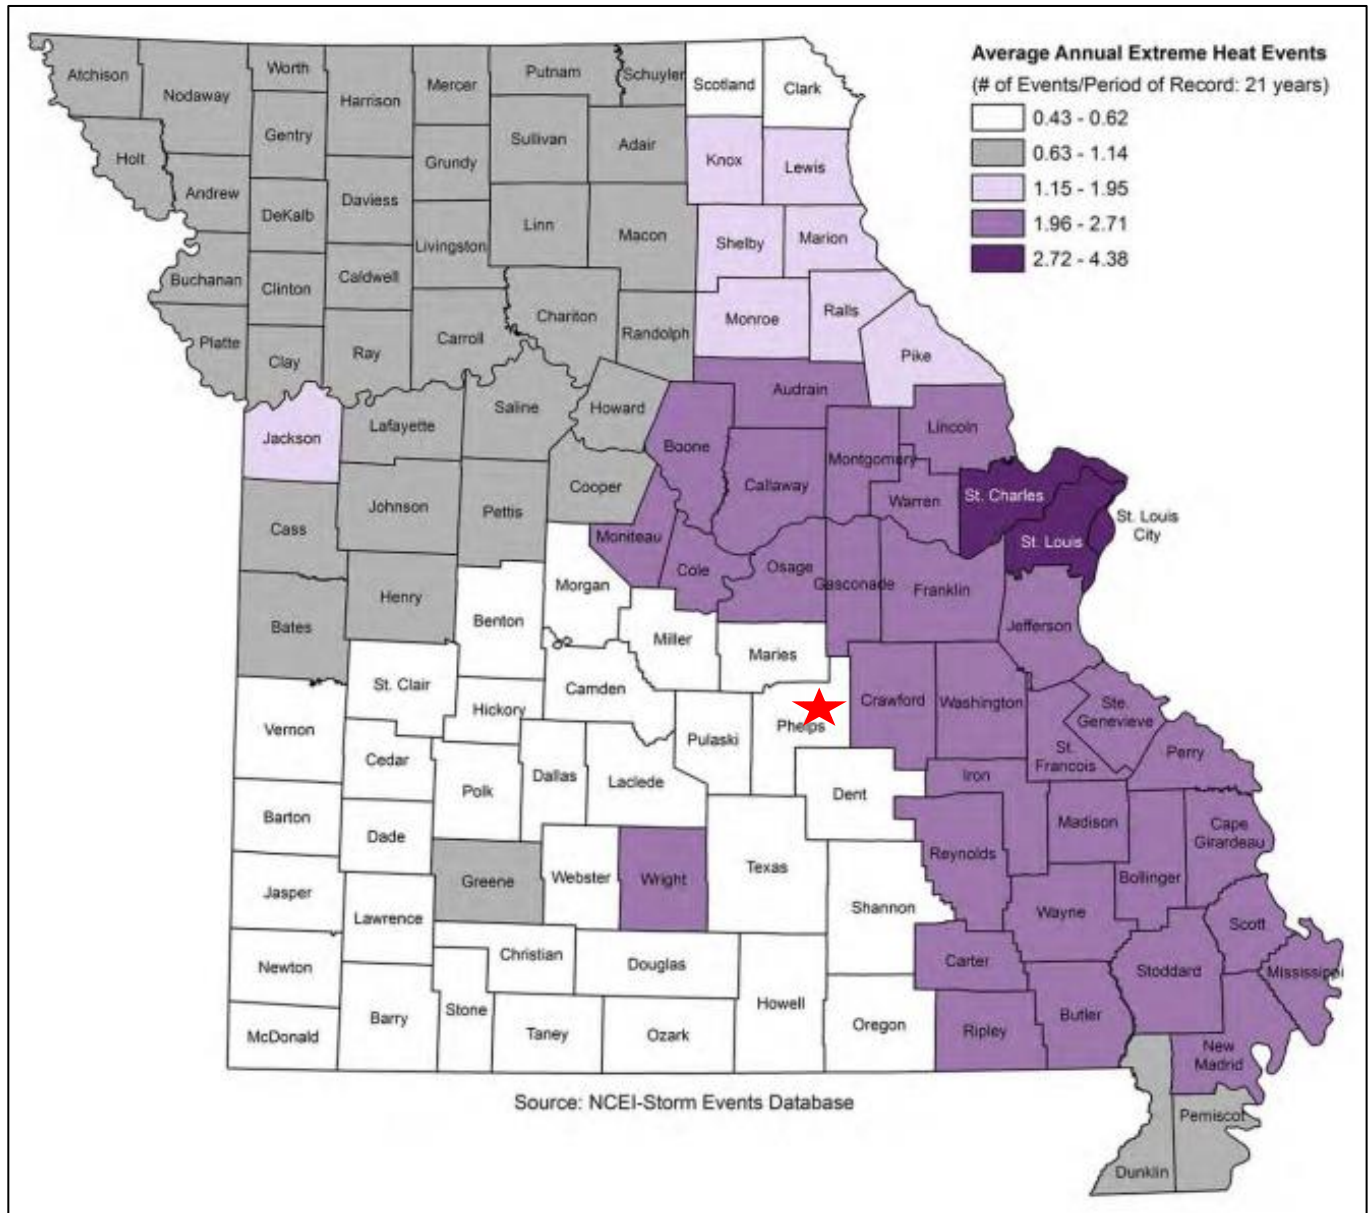 Average Annual Extreme Heat Events
(# of Events/Period of Record: 21 years)
0.43 - 0.62
0.63 - 1.14
1.15 - 1.95
1.96 - 2.71
2.72 - 4.38
Atchison
Nodaway
Worth
Harrison
Mercer
Putnam
Schuyler
Scotland
Clark
Holt
Gentry
Andrew
DeKalb
Daviess
Grundy
Sullivan
Adair
Knox
Lewis
Buchanan
Clinton
Caldwell
Livingston
Linn
Macon
Shelby
Marion
Platte
Clay
Ray
Carroll
Chariton
Randolph
Monroe
Ralls
Pike
Jackson
Lafayette
Saline
Howard
Boone
Audrain
Lincoln
Cass
Johnson
Pettis
Cooper
Callaway
Montgomery
Warren
St. Charles
St. Louis
St. Louis
City
Moniteau
Cole
Osage
Gasconade
Franklin
Jefferson
Bates
Henry
Benton
Morgan
Miller
Maries
St. Clair
Hickory
Camden
Pulaski
Phelps
Crawford
Washington
Ste.
Genevieve
St.
Francois
Perry
Vernon
Cedar
Polk
Dallas
Laclede
Dent
Iron
Madison
Cape
Girardeau
Barton
Dade
Greene
Webster
Wright
Texas
Reynolds
Bollinger
Jasper
Lawrence
Shannon
Wayne
Scott
Newton
Christian
Douglas
Carter
Stoddard
Mississippi
McDonald
Barry
Stone
Taney
Ozark
Howell
Oregon
Ripley
Butler
New
Madrid
Pemiscot
Dunklin
Source: NCEI-Storm Events Database